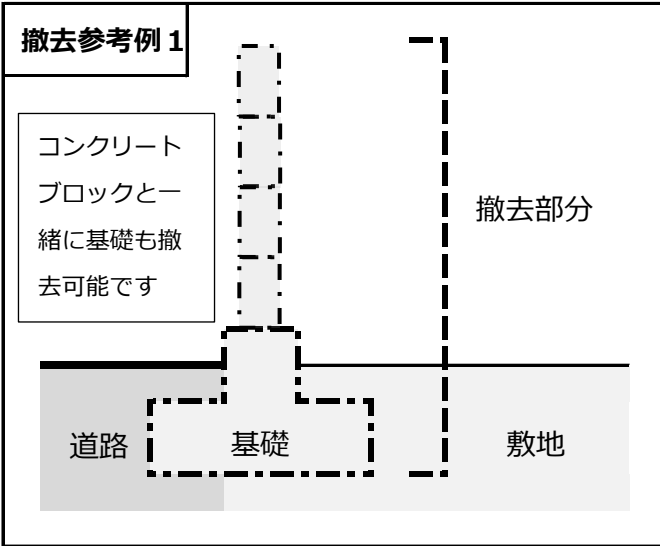 撤去参考例1
コンクリート
ブロックと一
緒に基礎も撤
去可能です
撤去部分
道路
基礎
敷地